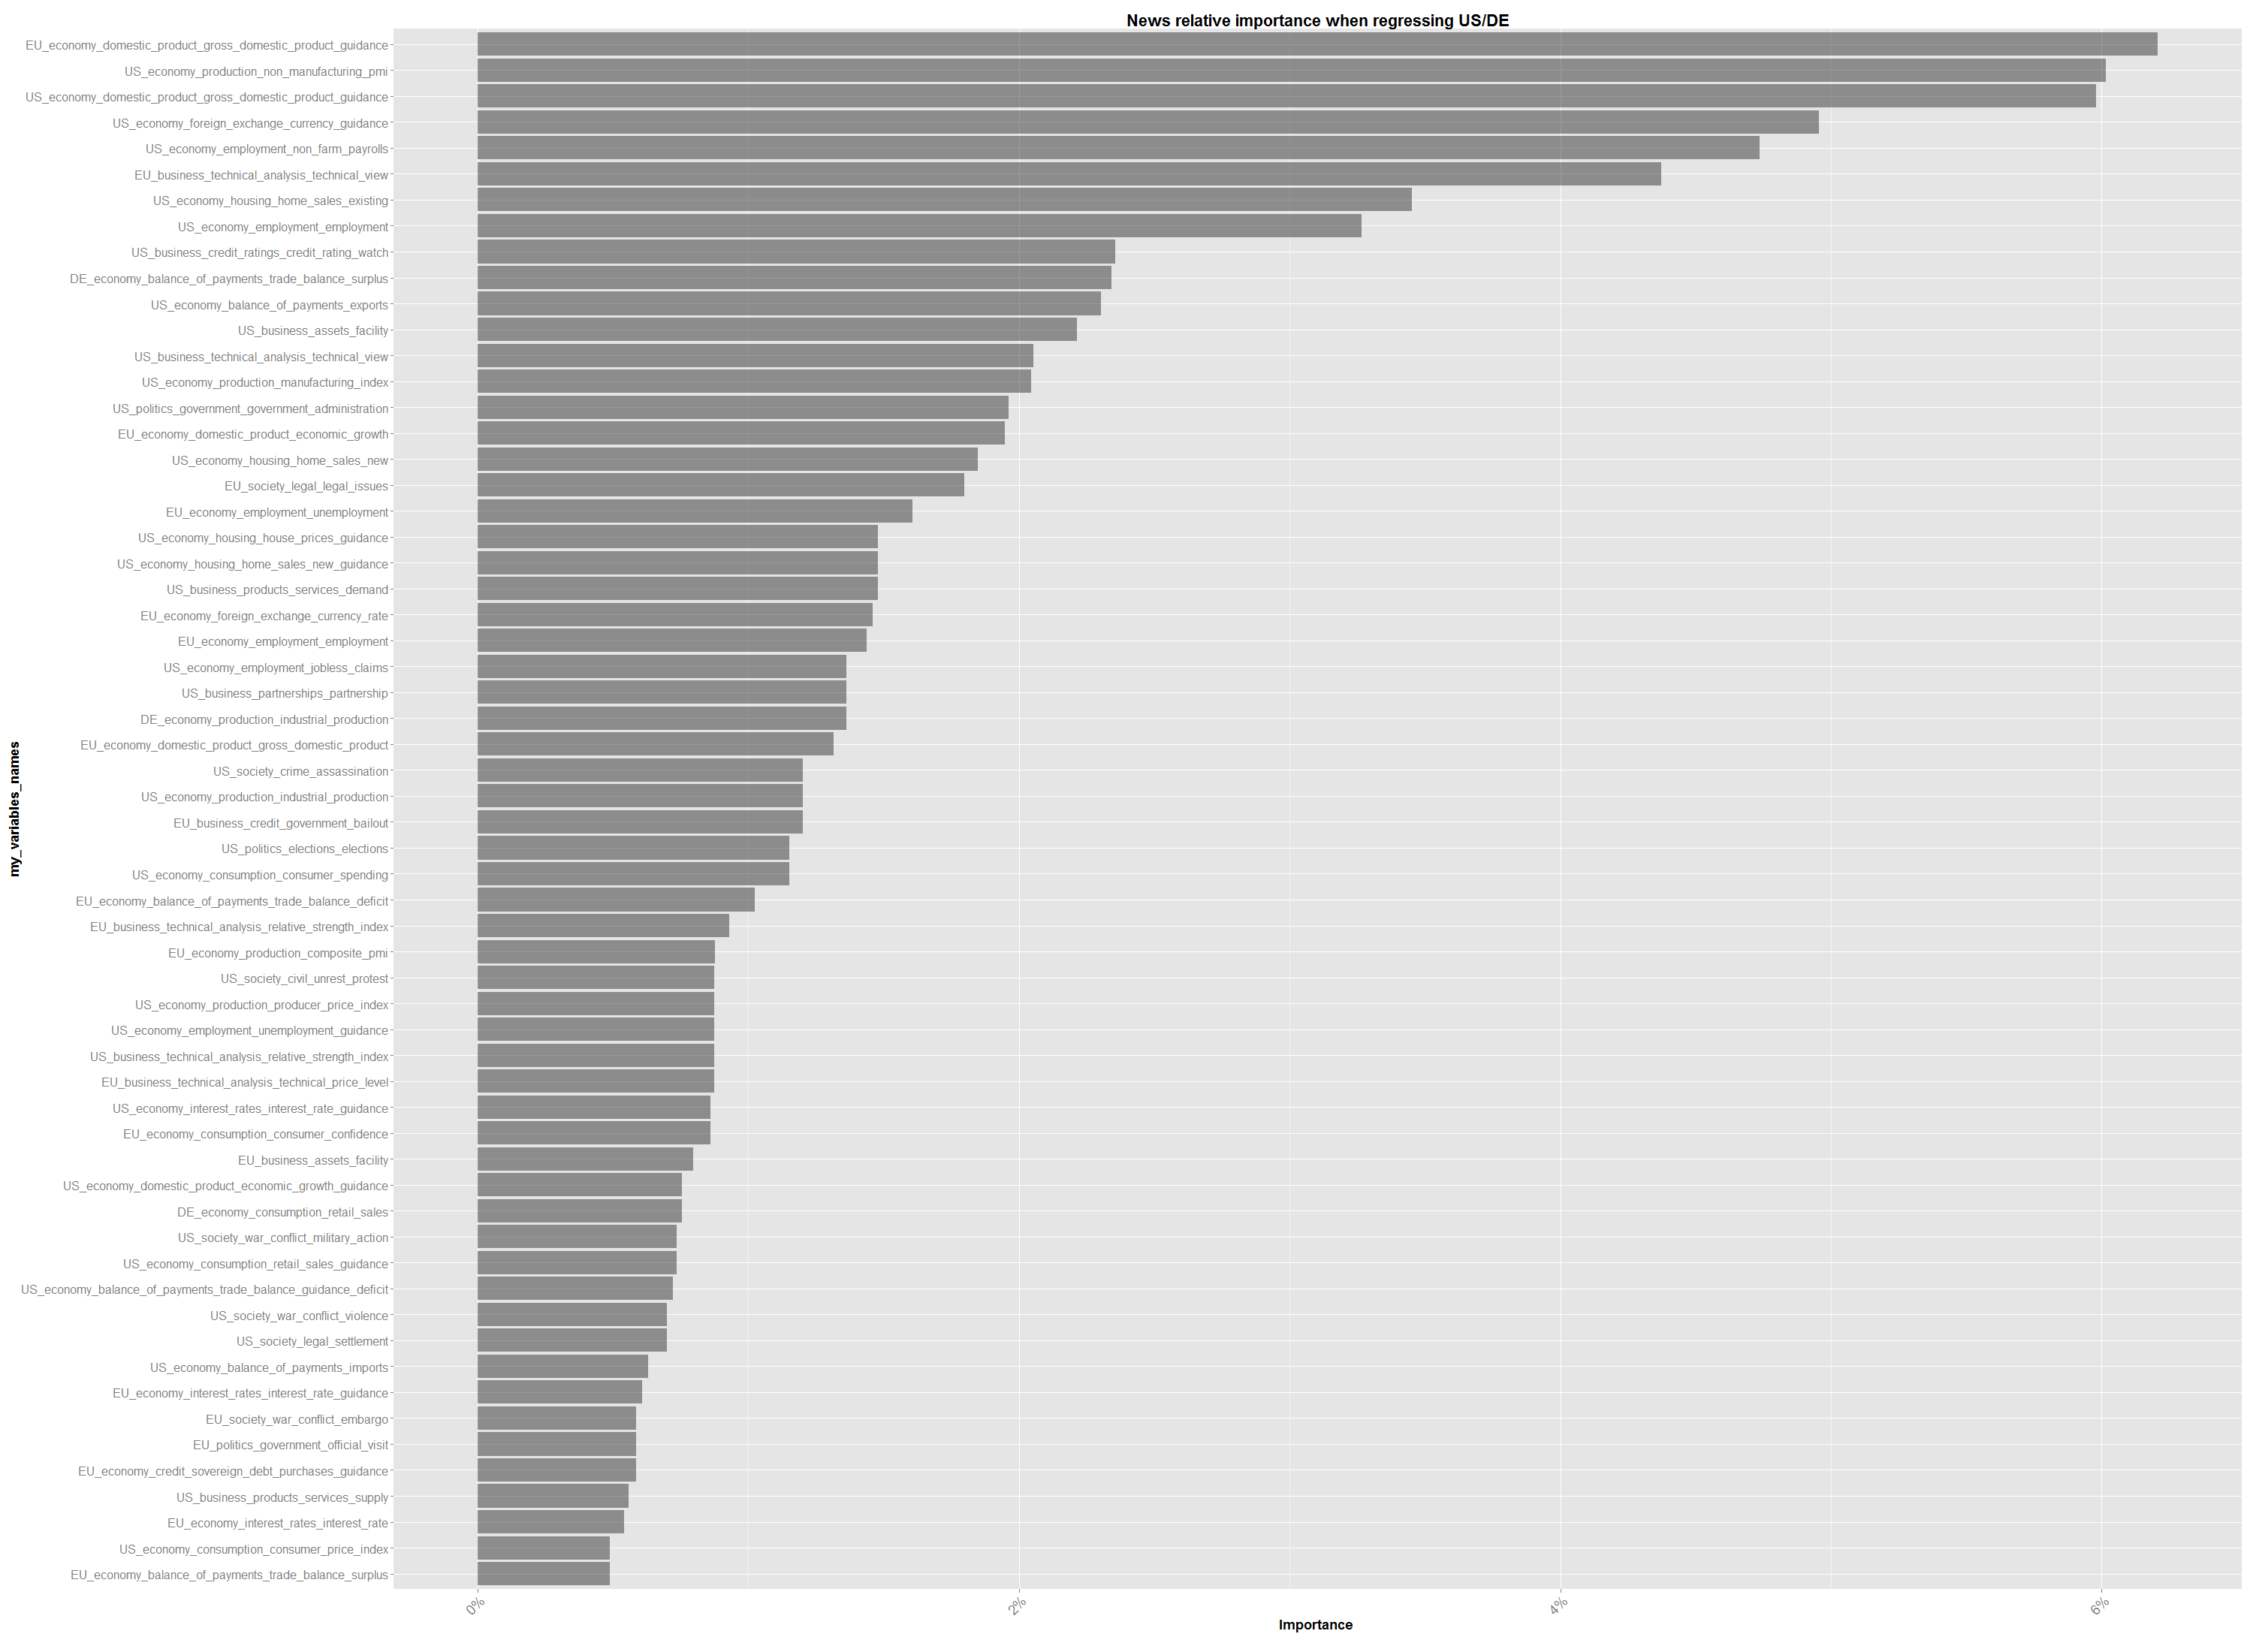 News relative importance when regressing US/DE
EU_economy_domestic_product_gross_domestic_product_guidance
US_economy_production_non_manufacturing_pmi
US_economy_domestic_product_gross_domestic_product_guidance
US_economy_foreign_exchange_currency_guidance
US_economy_employment_non_farm_payrolls
EU_business_technical_analysis_technical_view
US_economy_housing_home_sales_existing
US_economy_employment_employment
US_business_credit_ratings_credit_rating_watch
DE_economy_balance_of_payments_trade_balance_surplus
US_economy_balance_of_payments_exports
US_business_assets_facility
US_business_technical_analysis_technical_view
US_economy_production_manufacturing_index
US_politics_government_government_administration
EU_economy_domestic_product_economic_growth
US_economy_housing_home_sales_new
EU_society_legal_legal_issues
EU_economy_employment_unemployment
US_economy_housing_house_prices_guidance
US_economy_housing_home_sales_new_guidance
US_business_products_services_demand
EU_economy_foreign_exchange_currency_rate
EU_economy_employment_employment
US_economy_employment_jobless_claims
US_business_partnerships_partnership
DE_economy_production_industrial_production
EU_economy_domestic_product_gross_domestic_product
US_society_crime_assassination
US_economy_production_industrial_production
EU_business_credit_government_bailout
US_politics_elections_elections
US_economy_consumption_consumer_spending
EU_economy_balance_of_payments_trade_balance_deficit
EU_business_technical_analysis_relative_strength_index
EU_economy_production_composite_pmi
US_society_civil_unrest_protest
US_economy_production_producer_price_index
US_economy_employment_unemployment_guidance
US_business_technical_analysis_relative_strength_index
EU_business_technical_analysis_technical_price_level
US_economy_interest_rates_interest_rate_guidance
EU_economy_consumption_consumer_confidence
EU_business_assets_facility
US_economy_domestic_product_economic_growth_guidance
DE_economy_consumption_retail_sales
US_society_war_conflict_military_action
US_economy_consumption_retail_sales_guidance
US_economy_balance_of_payments_trade_balance_guidance_deficit
US_society_war_conflict_violence
US_society_legal_settlement
US_economy_balance_of_payments_imports
EU_economy_interest_rates_interest_rate_guidance
EU_society_war_conflict_embargo
EU_politics_government_official_visit
EU_economy_credit_sovereign_debt_purchases_guidance
US_business_products_services_supply
EU_economy_interest_rates_interest_rate
US_economy_consumption_consumer_price_index
EU_economy_balance_of_payments_trade_balance_surplus
my_variables_names
0%
2%
4%
6%
Importance